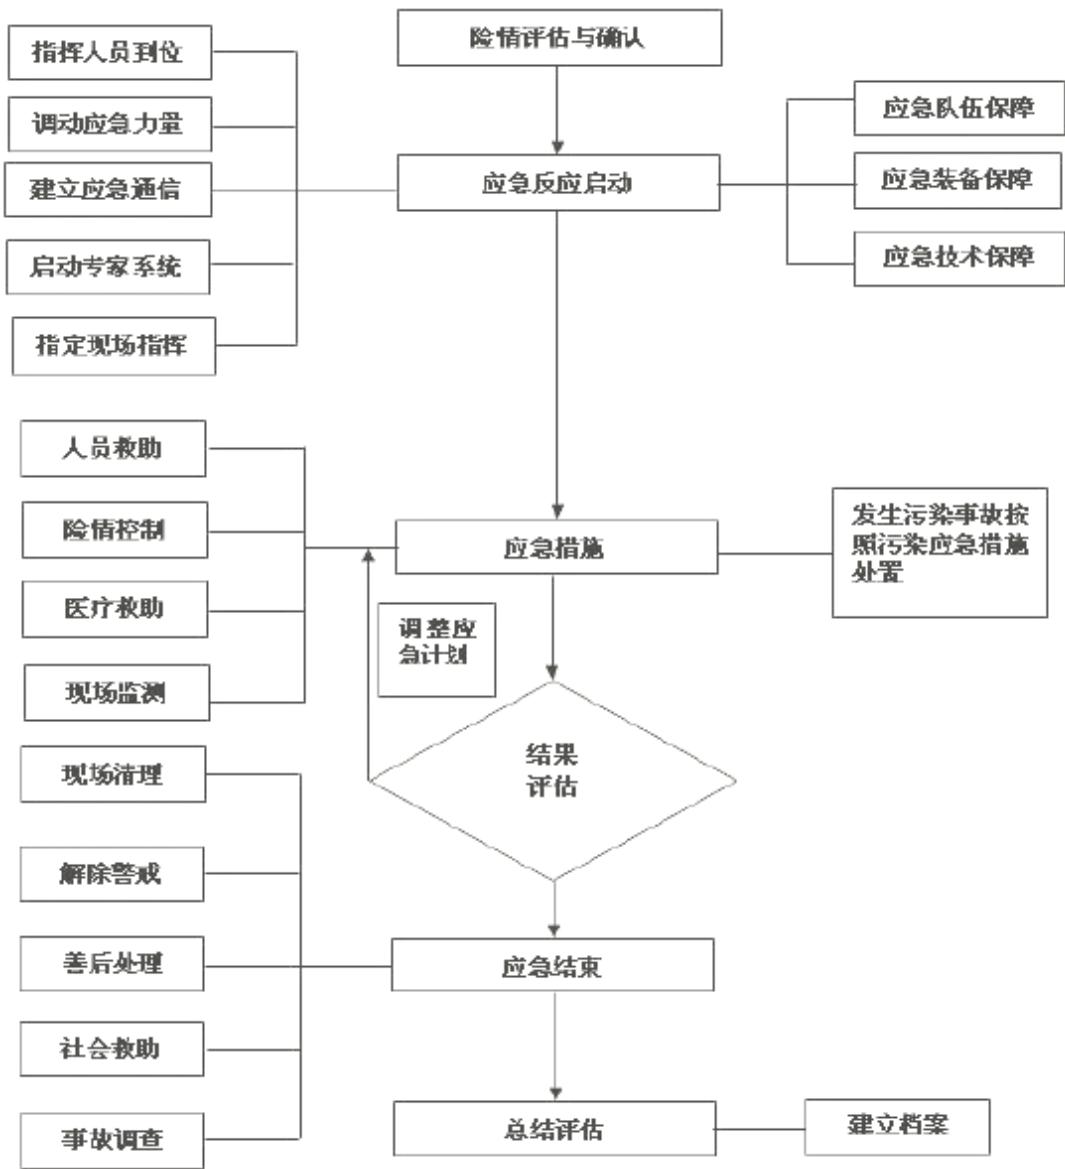 险情评估与确认
指挥人员到位
调动应急力量
建立应急通信
启动专家系统
指定现场指挥
应急反应启动
应急队伍保障
应急装备保障
应急技术保障
人员救助
险情控制
医疗救助
现场监测
应急措施
发生污染事故按
照污染应急措施
处置
调整应
急计划
结果
评估
现场清理
解除警戒
善后处理
社会救助
事故调查
应急结束
总结评估
建立档案